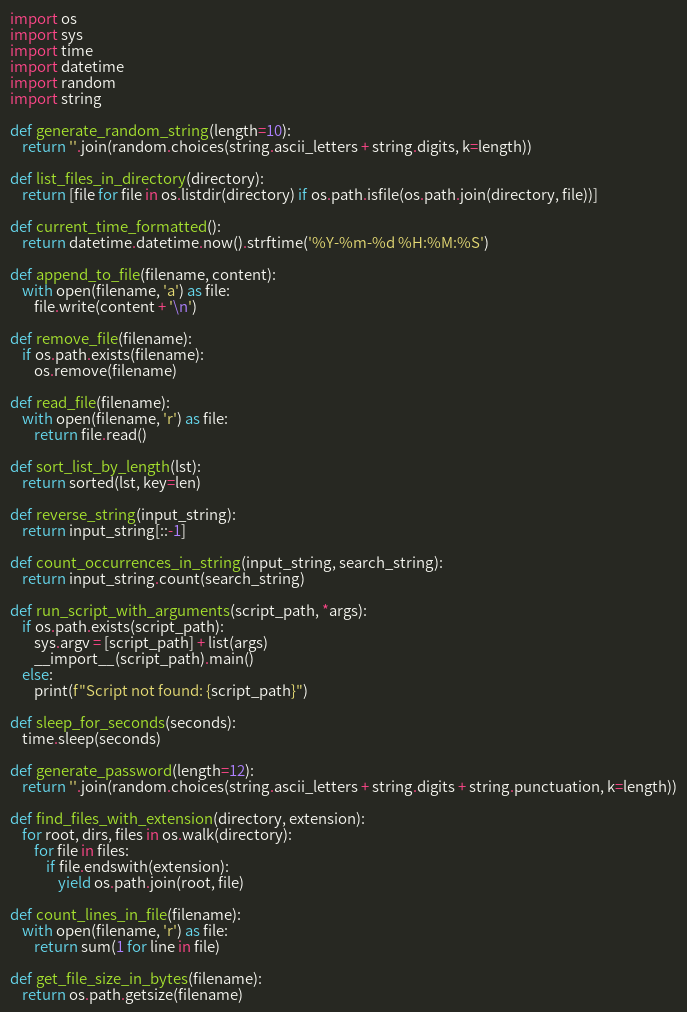 import os
import sys
import time
import datetime
import random
import string

def generate_random_string(length=10):
    return ''.join(random.choices(string.ascii_letters + string.digits, k=length))

def list_files_in_directory(directory):
    return [file for file in os.listdir(directory) if os.path.isfile(os.path.join(directory, file))]

def current_time_formatted():
    return datetime.datetime.now().strftime('%Y-%m-%d %H:%M:%S')

def append_to_file(filename, content):
    with open(filename, 'a') as file:
        file.write(content + '\n')

def remove_file(filename):
    if os.path.exists(filename):
        os.remove(filename)

def read_file(filename):
    with open(filename, 'r') as file:
        return file.read()

def sort_list_by_length(lst):
    return sorted(lst, key=len)

def reverse_string(input_string):
    return input_string[::-1]

def count_occurrences_in_string(input_string, search_string):
    return input_string.count(search_string)

def run_script_with_arguments(script_path, *args):
    if os.path.exists(script_path):
        sys.argv = [script_path] + list(args)
        __import__(script_path).main()
    else:
        print(f"Script not found: {script_path}")

def sleep_for_seconds(seconds):
    time.sleep(seconds)

def generate_password(length=12):
    return ''.join(random.choices(string.ascii_letters + string.digits + string.punctuation, k=length))

def find_files_with_extension(directory, extension):
    for root, dirs, files in os.walk(directory):
        for file in files:
            if file.endswith(extension):
                yield os.path.join(root, file)

def count_lines_in_file(filename):
    with open(filename, 'r') as file:
        return sum(1 for line in file)

def get_file_size_in_bytes(filename):
    return os.path.getsize(filename)